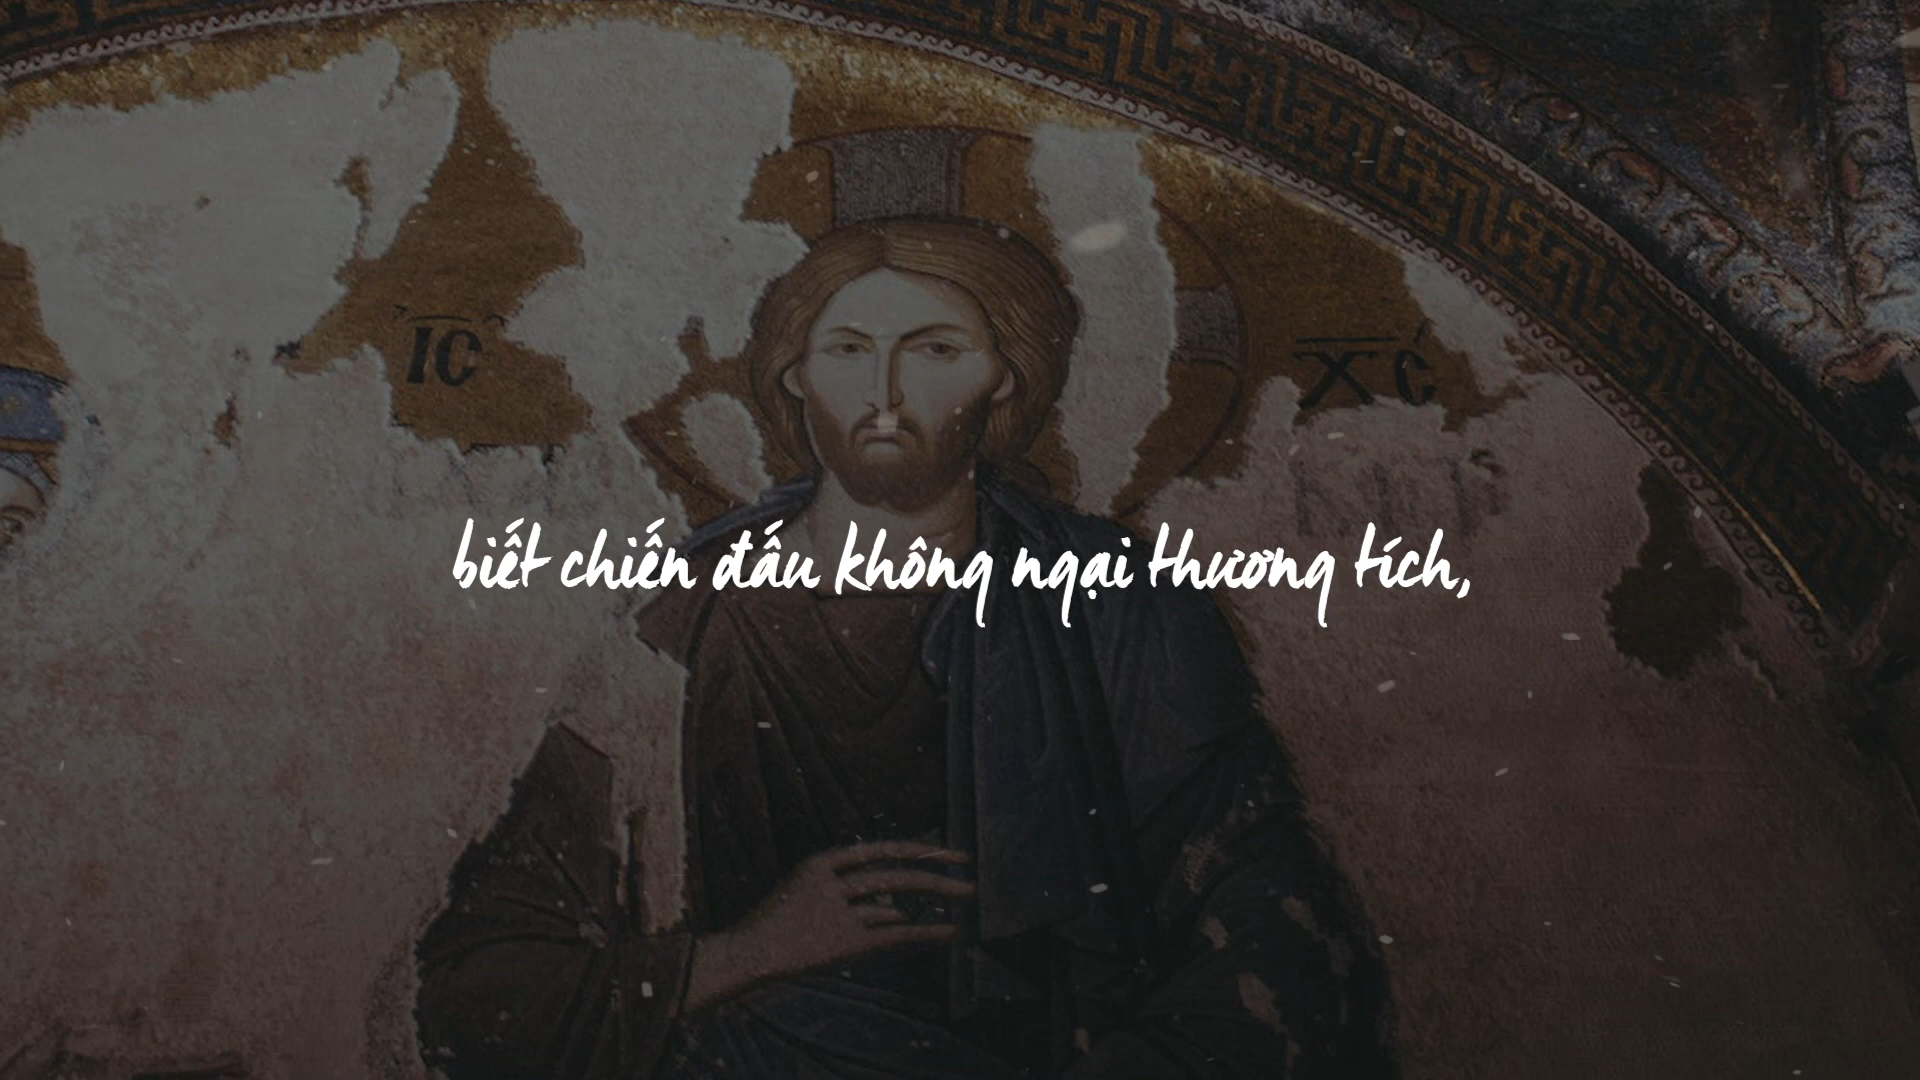 IC
XC
biết chiến đấu không ngại thương tích,